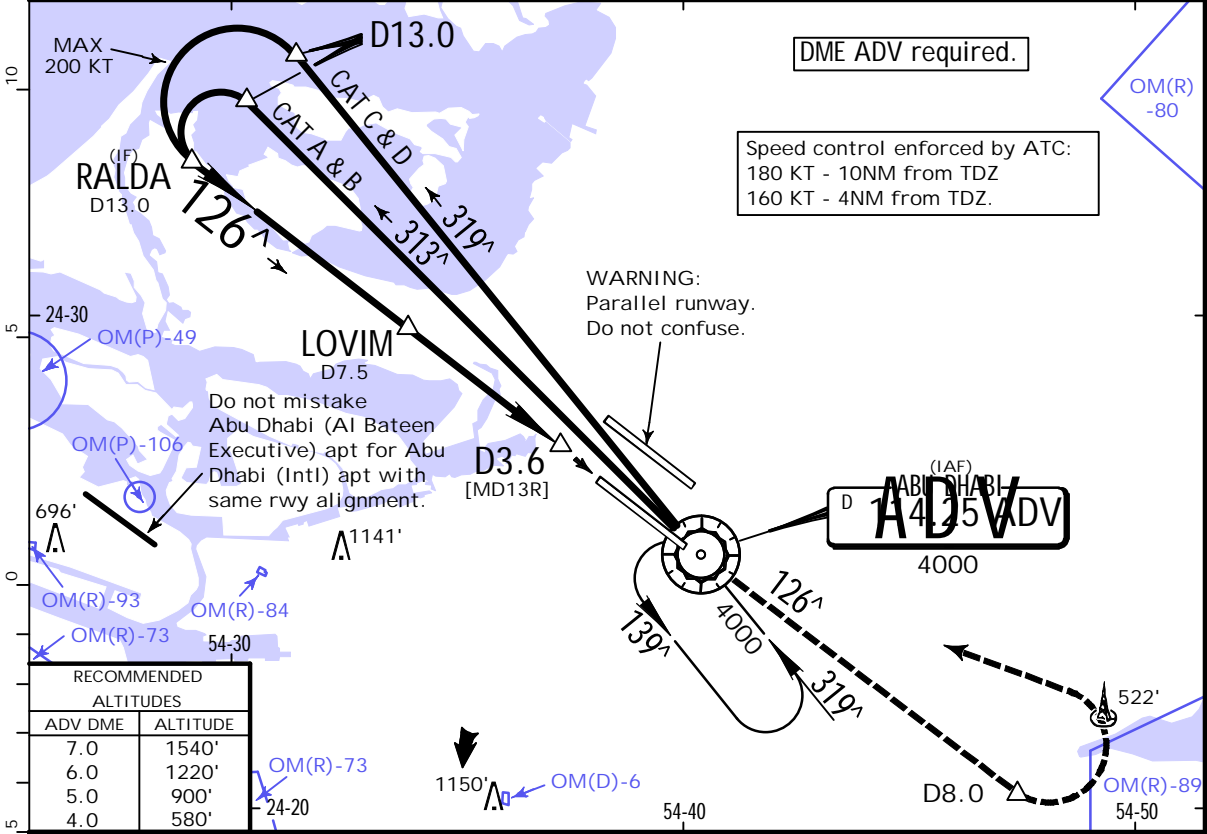 MAX
200 KT
D13.0
DME ADV required.
OM(R)
-80
10
Speed control enforced by ATC:
180 KT - 10NM from TDZ
160 KT - 4NM from TDZ.
CAT C & D
CAT A & B
(IF)
RALDA
D13.0
126^
319^
313^
WARNING:
Parallel runway.
Do not confuse.
24-30
5
OM(P)-49
LOVIM
D7.5
Do not mistake
Abu Dhabi (Al Bateen
Executive) apt for Abu
Dhabi (Intl) apt with
same rwy alignment.
OM(P)-106
D3.6
[MD13R]
(IAF)
ABU DHABI
D 114.25 ADV
ADV
4000
696'
1141'
0
OM(R)-93
OM(R)-84
OM(R)-73
54-30
126^
4000
139^
319^
522'
RECOMMENDED
ALTITUDES
ADV DME ALTITUDE
7.0 1540'
6.0 1220'
5.0 900'
4.0 580'
OM(R)-73
24-20
1150'
OM(D)-6
D8.0
OM(R)-89
54-40
54-50
5